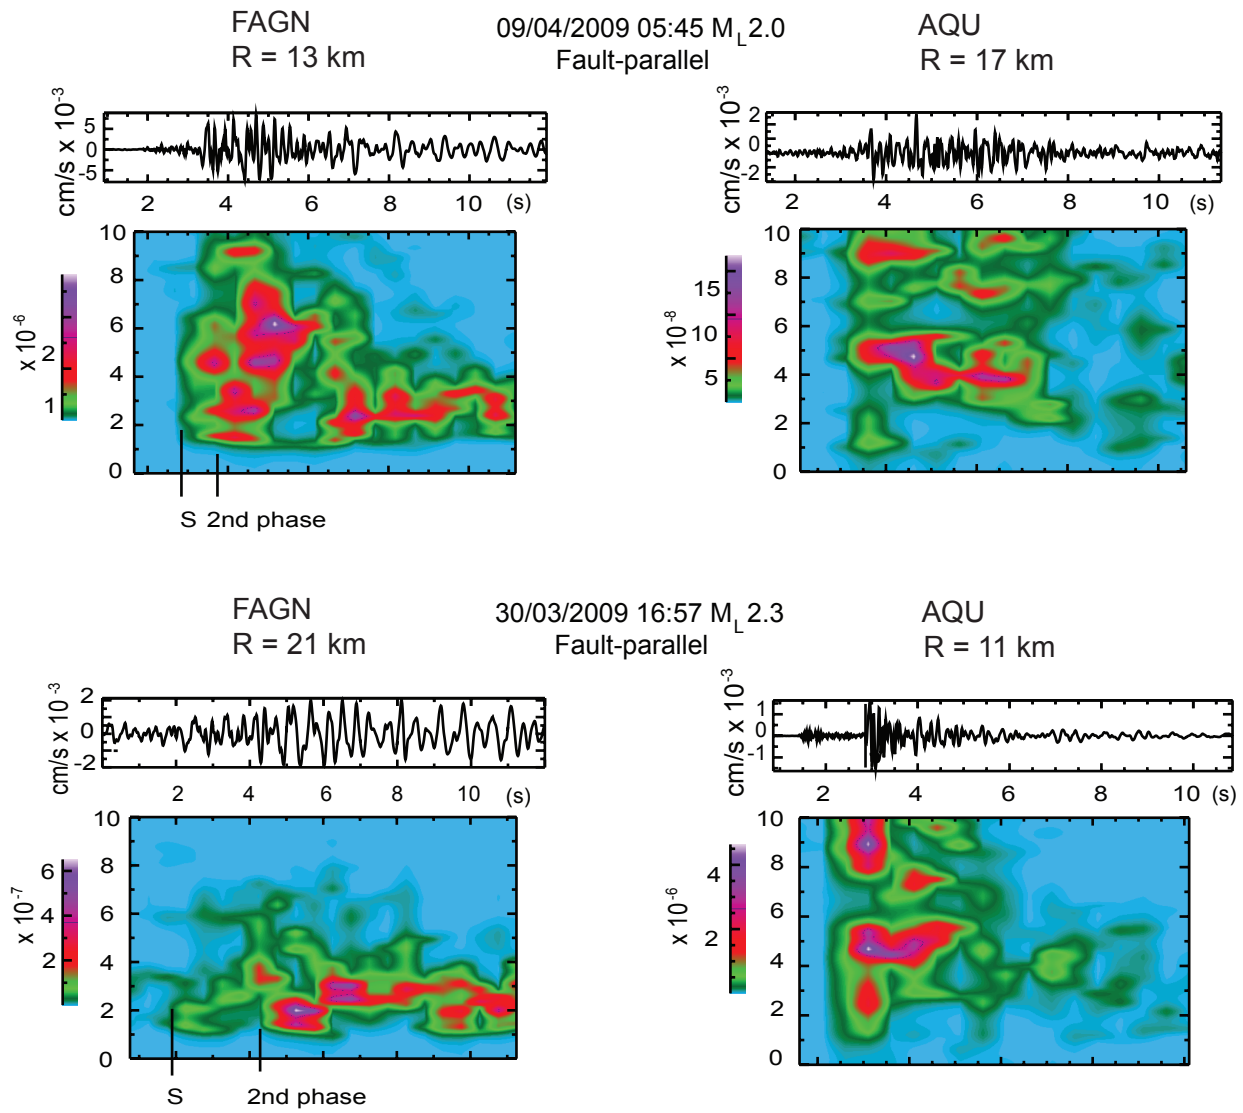 FAGN
R = 13 km
09/04/2009 05:45 M_L 2.0
Fault-parallel
AQU
R = 17 km
cm/s x 10^-3
5
0
-5
2 4 6 8 10 (s)
cm/s x 10^-3
2
0
-2
2 4 6 8 10 (s)
x 10^-6
2
1
10
8
6
4
2
0
S 2nd phase
x 10^-8
15
10
5
10
8
6
4
2
0
FAGN
R = 21 km
30/03/2009 16:57 M_L 2.3
Fault-parallel
AQU
R = 11 km
cm/s x 10^-3
2
0
-2
2 4 6 8 10 (s)
cm/s x 10^-3
1
0
-1
2 4 6 8 10 (s)
x 10^-7
6
4
2
10
8
6
4
2
0
S 2nd phase
x 10^-6
4
2
10
8
6
4
2
0